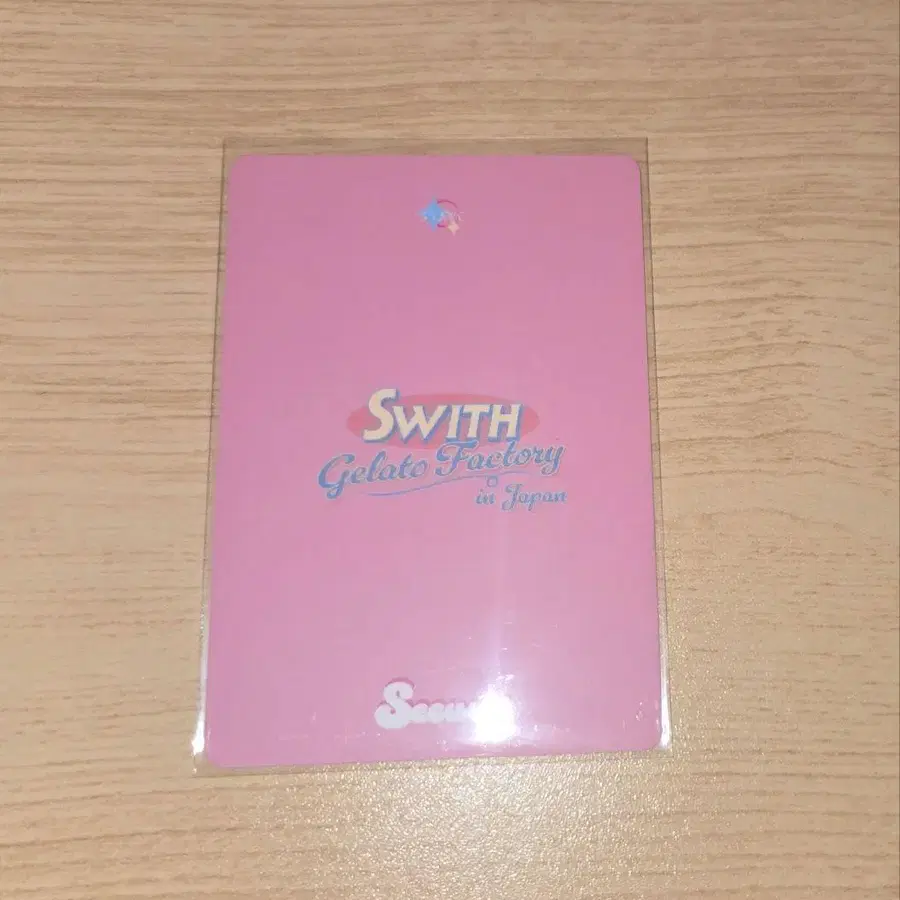 SWITH
Gelato Factory
in Japan